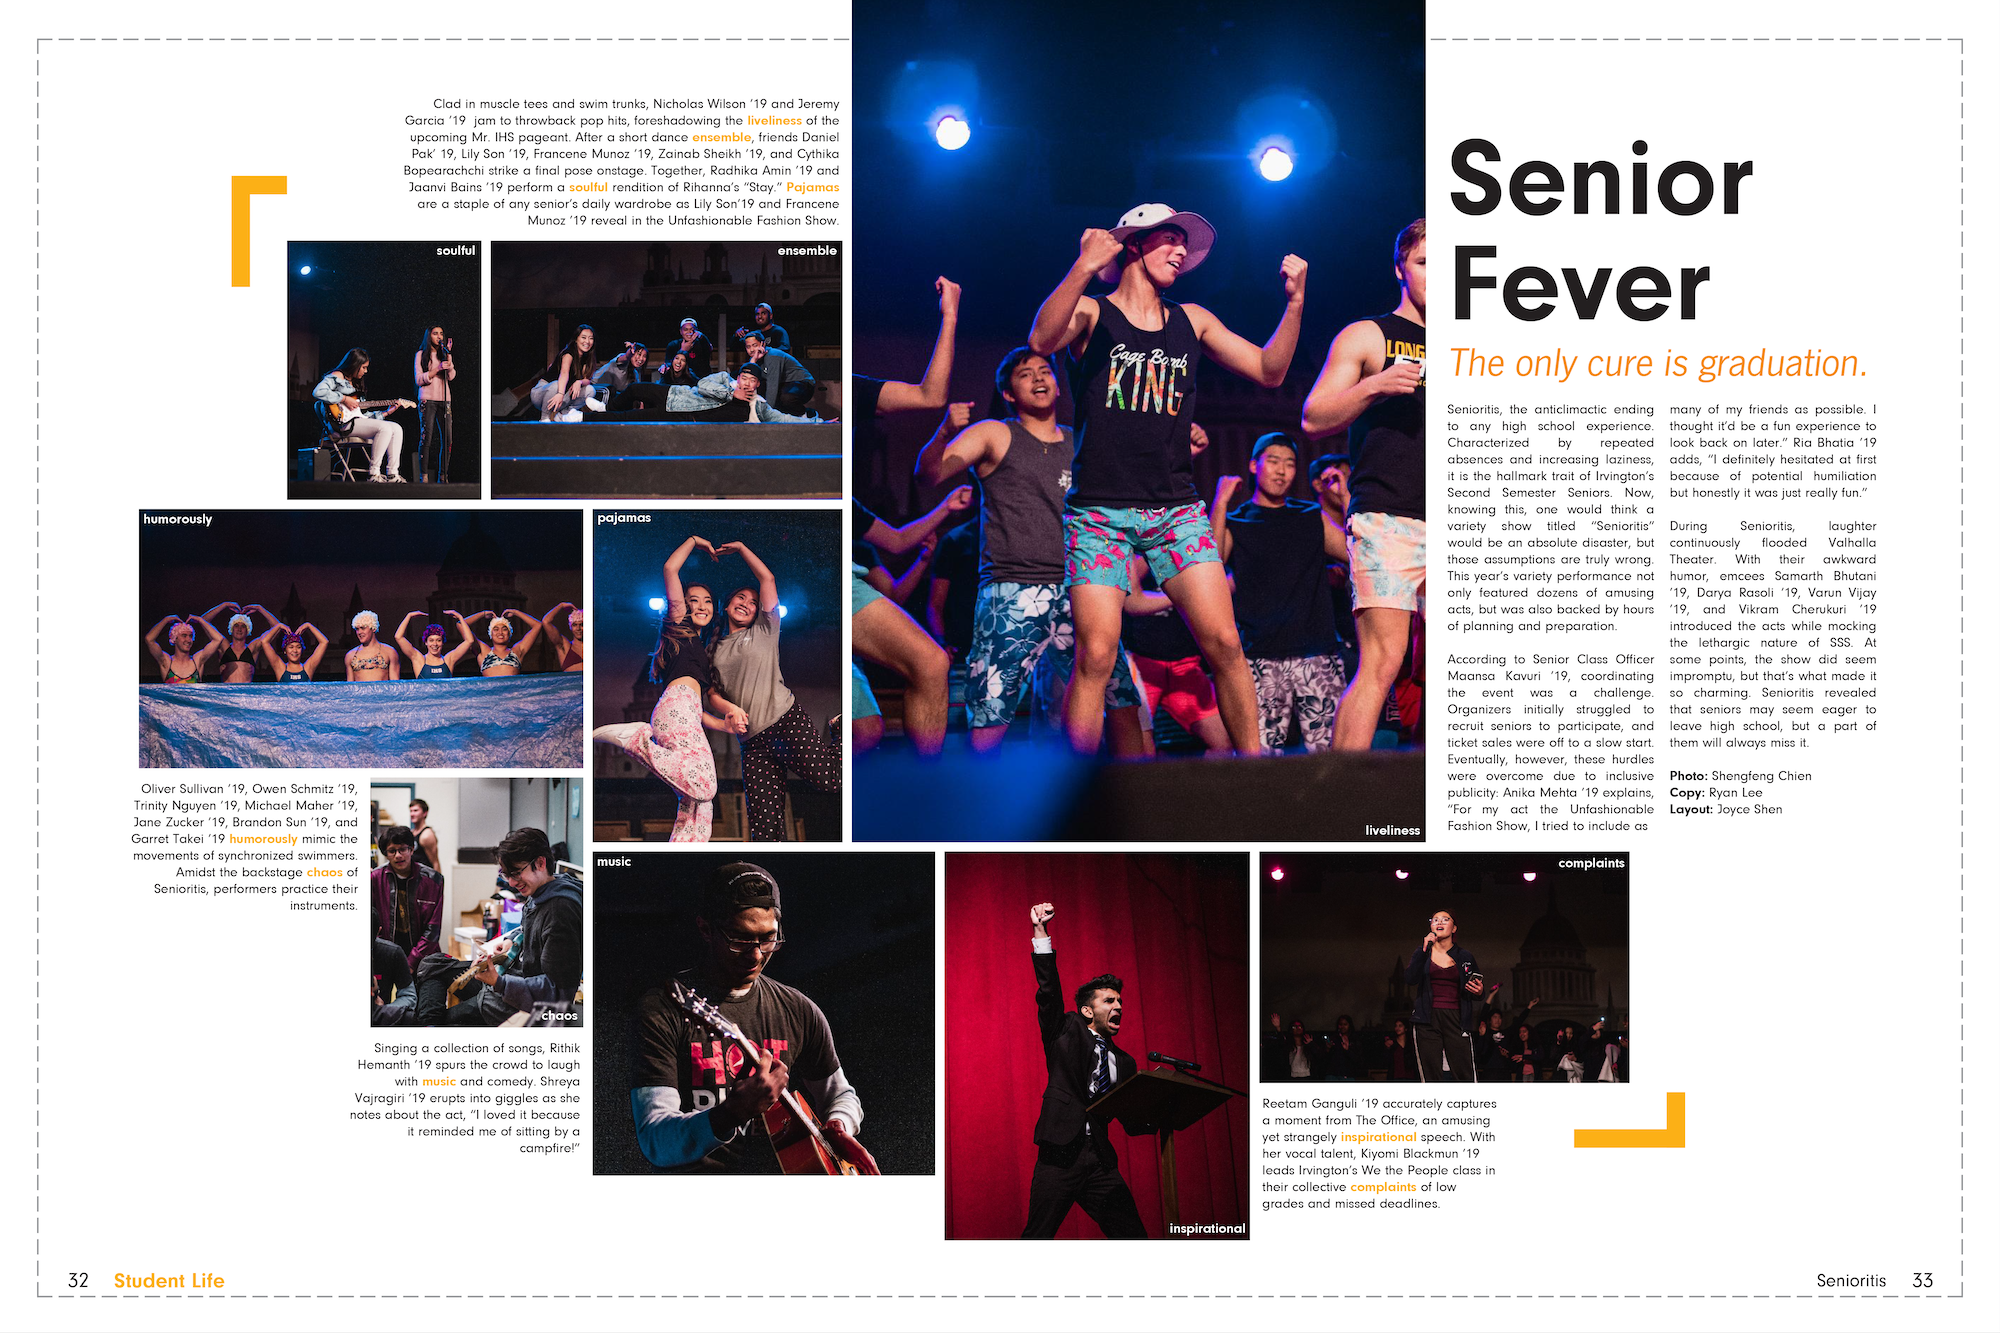 Clad in muscle tees and swim trunks, Nicholas Wilson ’19 and Jeremy
Garcia ’19 jam to throwback pop hits, foreshadowing the liveliness of the
upcoming Mr. IHS pageant. After a short dance ensemble, friends Daniel
Pak’ 19, Lily Son ’19, Francene Munoz ’19, Zainab Sheikh ’19, and Cythika
Bopearachchi strike a final pose onstage. Together, Radhika Amin ’19 and
Jaanvi Bains ’19 perform a soulful rendition of Rihanna’s “Stay.” Pajamas
are a staple of any senior’s daily wardrobe as Lily Son’19 and Francene
Munoz ’19 reveal in the Unfashionable Fashion Show.
soulful
ensemble
humorously
pajamas
Oliver Sullivan ’19, Owen Schmitz ’19,
Trinity Nguyen ’19, Michael Maher ’19,
Jane Zucker ’19, Brandon Sun ’19, and
Garret Takei ’19 humorously mimic the
movements of synchronized swimmers.
Amidst the backstage chaos of
Senioritis, performers practice their
instruments.
chaos
Singing a collection of songs, Rithik
Hemanth ’19 spurs the crowd to laugh
with music and comedy. Shreya
Vajragiri ’19 erupts into giggles as she
notes about the act, “I loved it because
it reminded me of sitting by a
campfire!”
music
HOT
Cage Bomb
KING
LONG
liveliness
inspirational
complaints
Reetam Ganguli ’19 accurately captures
a moment from The Office, an amusing
yet strangely inspirational speech. With
her vocal talent, Kiyomi Blackmun ’19
leads Irvington’s We the People class in
their collective complaints of low
grades and missed deadlines.
Senior
Fever
The only cure is graduation.
Senioritis, the anticlimactic ending
to any high school experience.
Characterized by repeated
absences and increasing laziness,
it is the hallmark trait of Irvington’s
Second Semester Seniors. Now,
knowing this, one would think a
variety show titled “Senioritis”
would be an absolute disaster, but
those assumptions are truly wrong.
This year’s variety performance not
only featured dozens of amusing
acts, but was also backed by hours
of planning and preparation.
According to Senior Class Officer
Maansa Kavuri ’19, coordinating
the event was a challenge.
Organizers initially struggled to
recruit seniors to participate, and
ticket sales were off to a slow start.
Eventually, however, these hurdles
were overcome due to inclusive
publicity: Anika Mehta ’19 explains,
“For my act the Unfashionable
Fashion Show, I tried to include as
many of my friends as possible. I
thought it’d be a fun experience to
look back on later.” Ria Bhatia ’19
adds, “I definitely hesitated at first
because of potential humiliation
but honestly it was just really fun.”
During Senioritis, laughter
continuously flooded Valhalla
Theater. With their awkward
humor, emcees Samarth Bhutani
’19, Darya Rasoli ’19, Varun Vijay
’19, and Vikram Cherukuri ’19
introduced the acts while mocking
the lethargic nature of SSS. At
some points, the show did seem
impromptu, but that’s what made it
so charming. Senioritis revealed
that seniors may seem eager to
leave high school, but a part of
them will always miss it.
Photo: Shengfeng Chien
Copy: Ryan Lee
Layout: Joyce Shen
32 Student Life
Senioritis 33